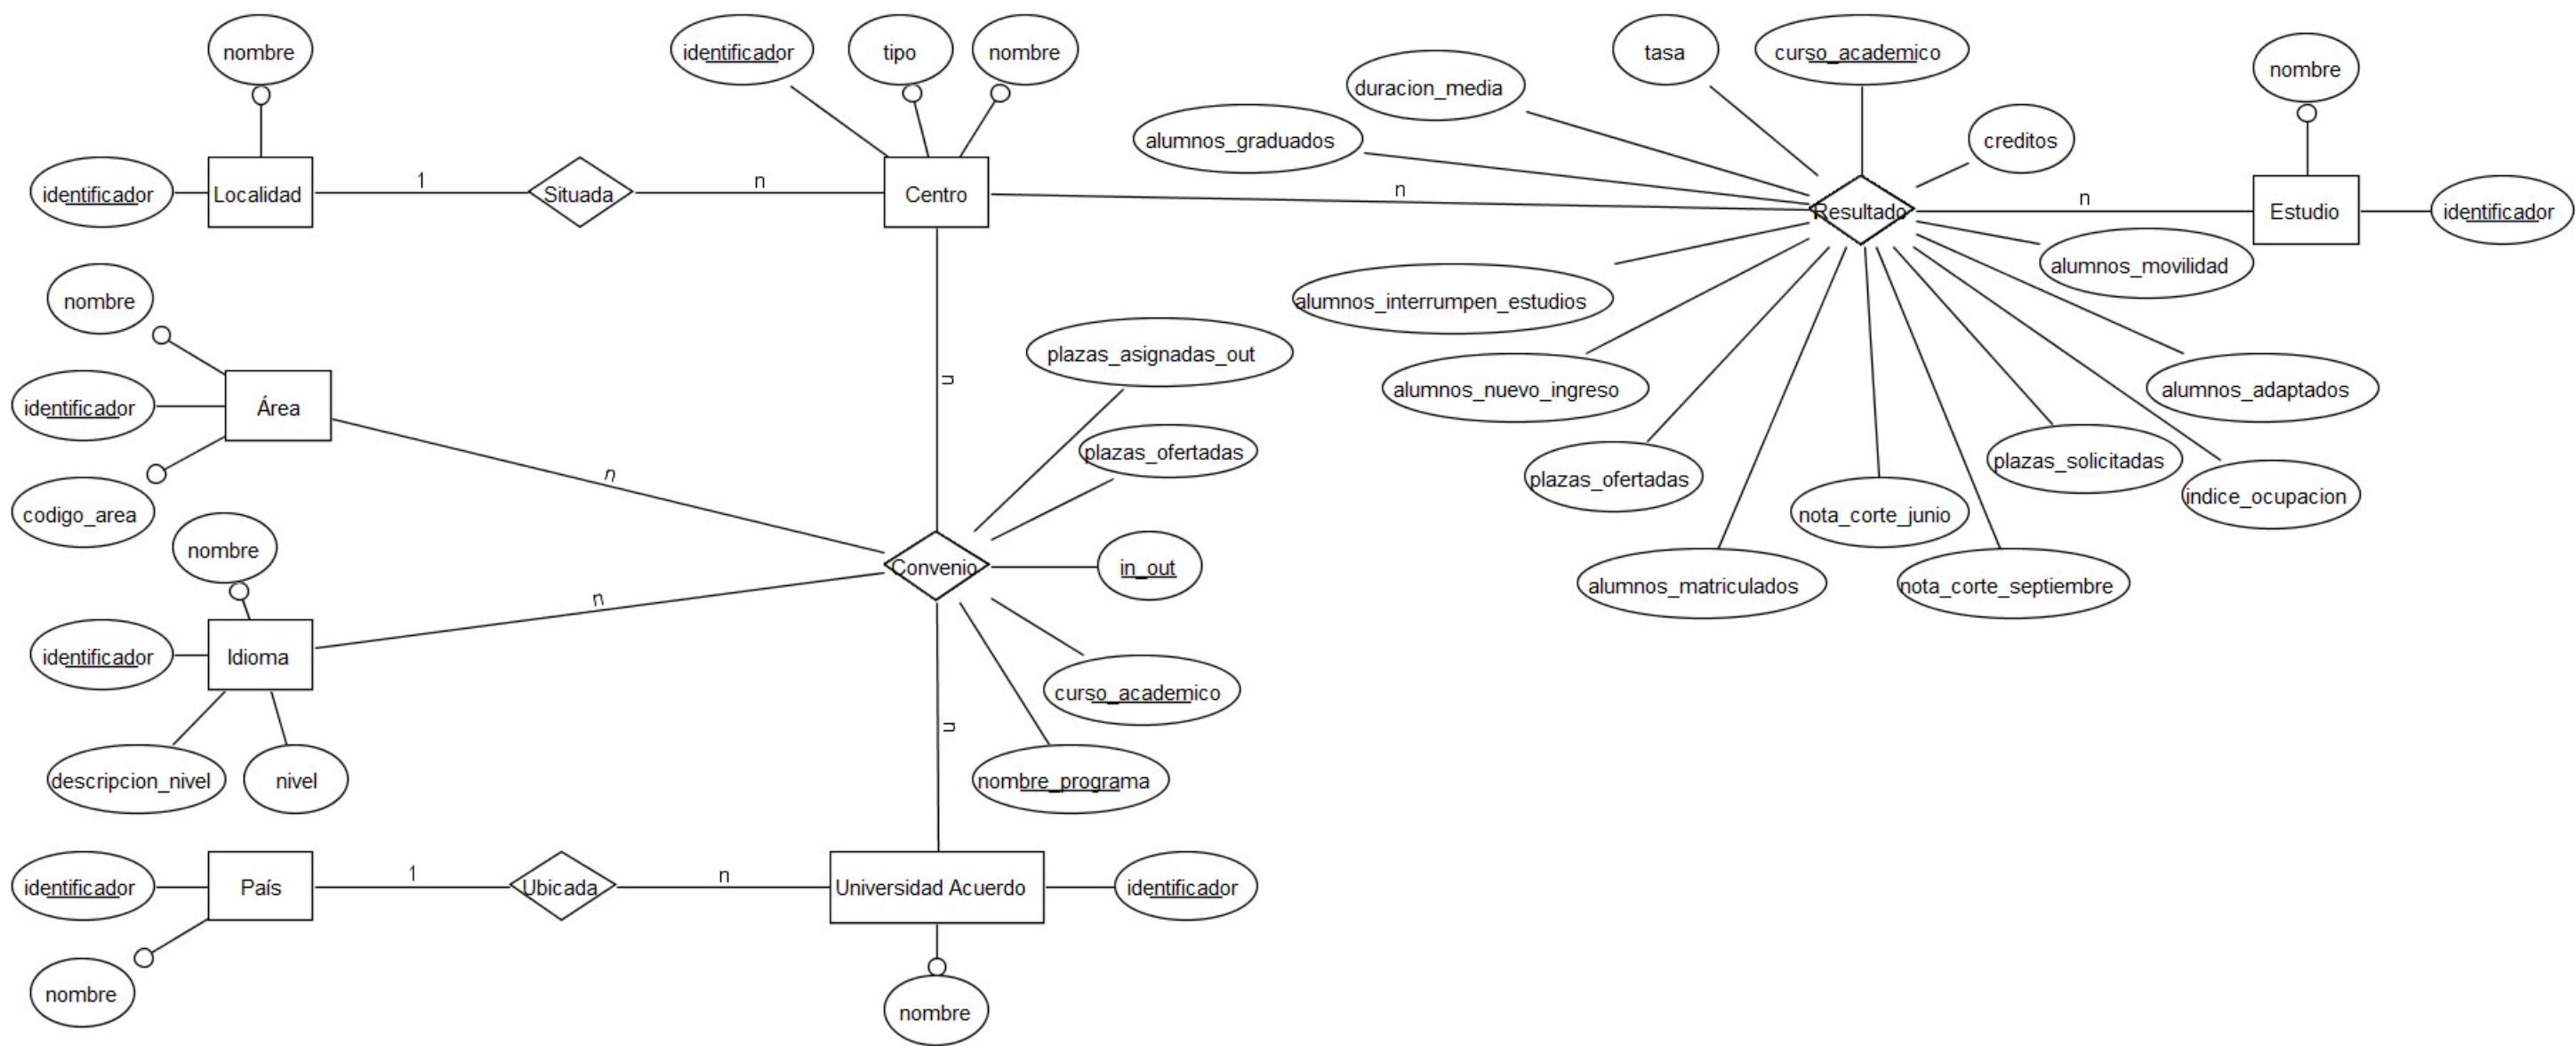 nombre
identificador
tipo
nombre
tasa
curso_academico
nombre
duracion_media
alumnos_graduados
creditos
identificador
Localidad
1
Situada
n
Centro
n
Resultado
n
Estudio
identificador
nombre
alumnos_movilidad
alumnos_interrumpen_estudios
plazas_asignadas_out
n
identificador
Área
alumnos_nuevo_ingreso
alumnos_adaptados
plazas_ofertadas
n
plazas_solicitadas
plazas_ofertadas
indice_ocupacion
codigo_area
nota_corte_junio
nombre
Convenio
in_out
alumnos_matriculados
nota_corte_septiembre
n
identificador
Idioma
curso_academico
n
descripcion_nivel
nivel
nombre_programa
identificador
País
1
Ubicada
n
Universidad Acuerdo
identificador
nombre
nombre